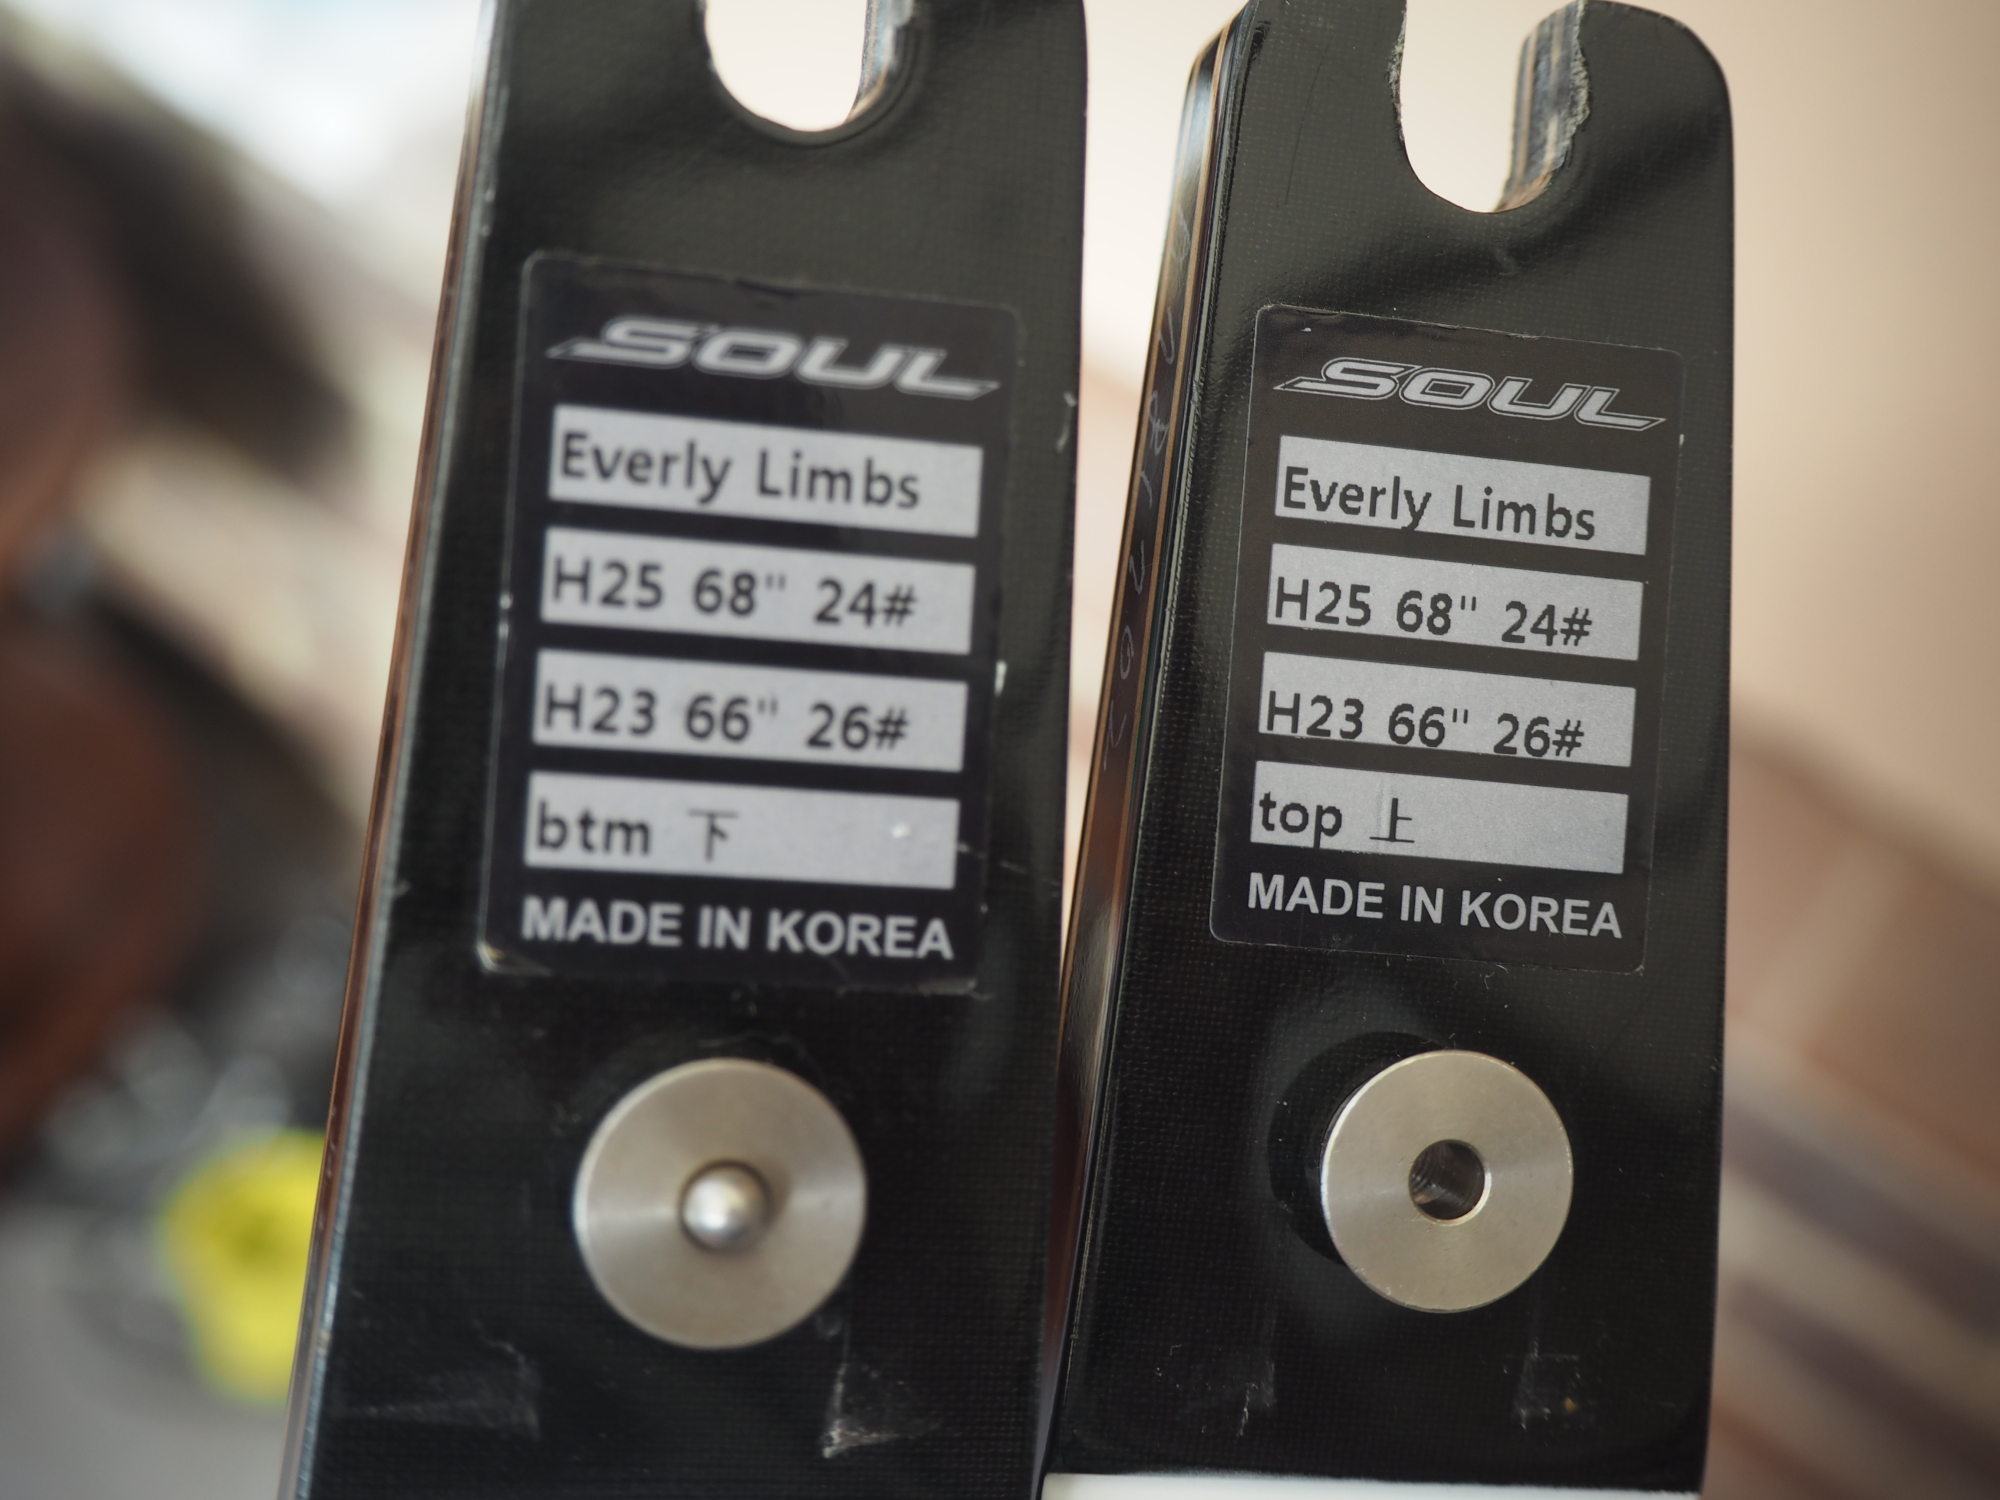 SOUL
Everly Limbs
H25 68" 24#
H23 66" 26#
btm 下
MADE IN KOREA
SOUL
Everly Limbs
H25 68" 24#
H23 66" 26#
top 上
MADE IN KOREA